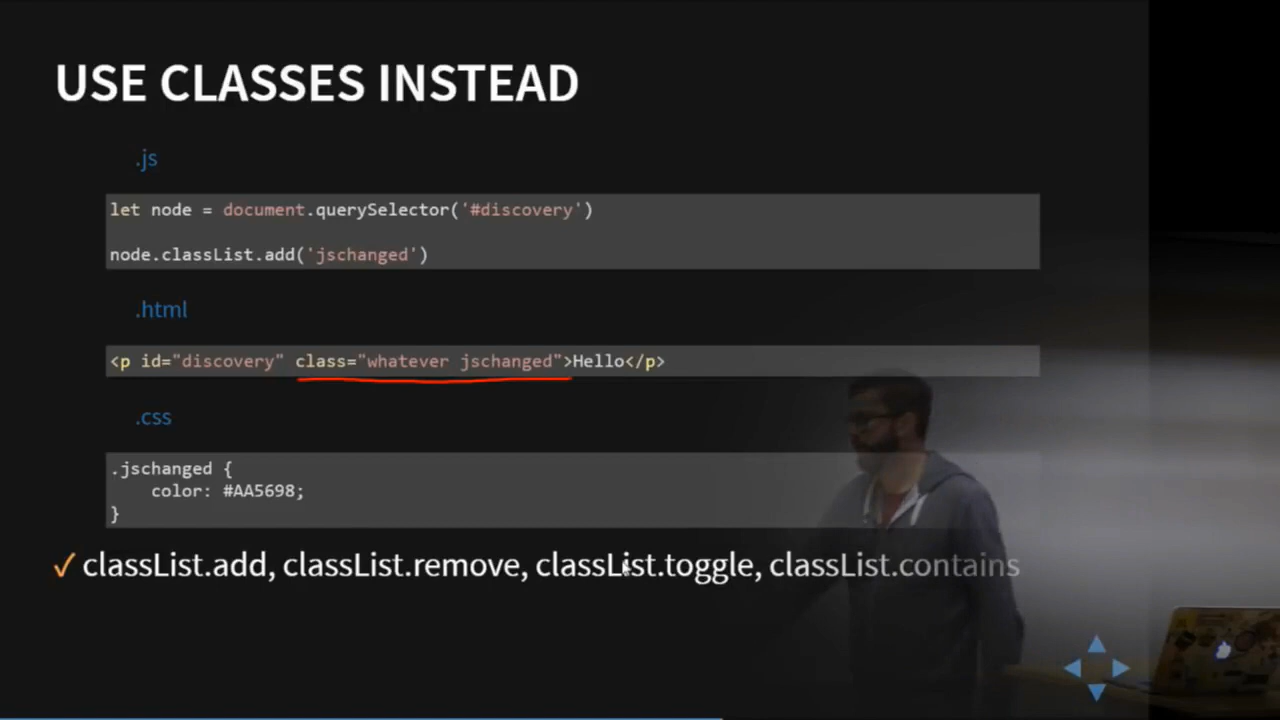 USE CLASSES INSTEAD
.js
let node = document.querySelector('#discovery')
node.classList.add('jschanged')
.html
<p id="discovery" class="whatever jschanged">Hello</p>
.css
.jschanged {
    color: #AA5698;
}
✓ classList.add, classList.remove, classList.toggle, classList.contains